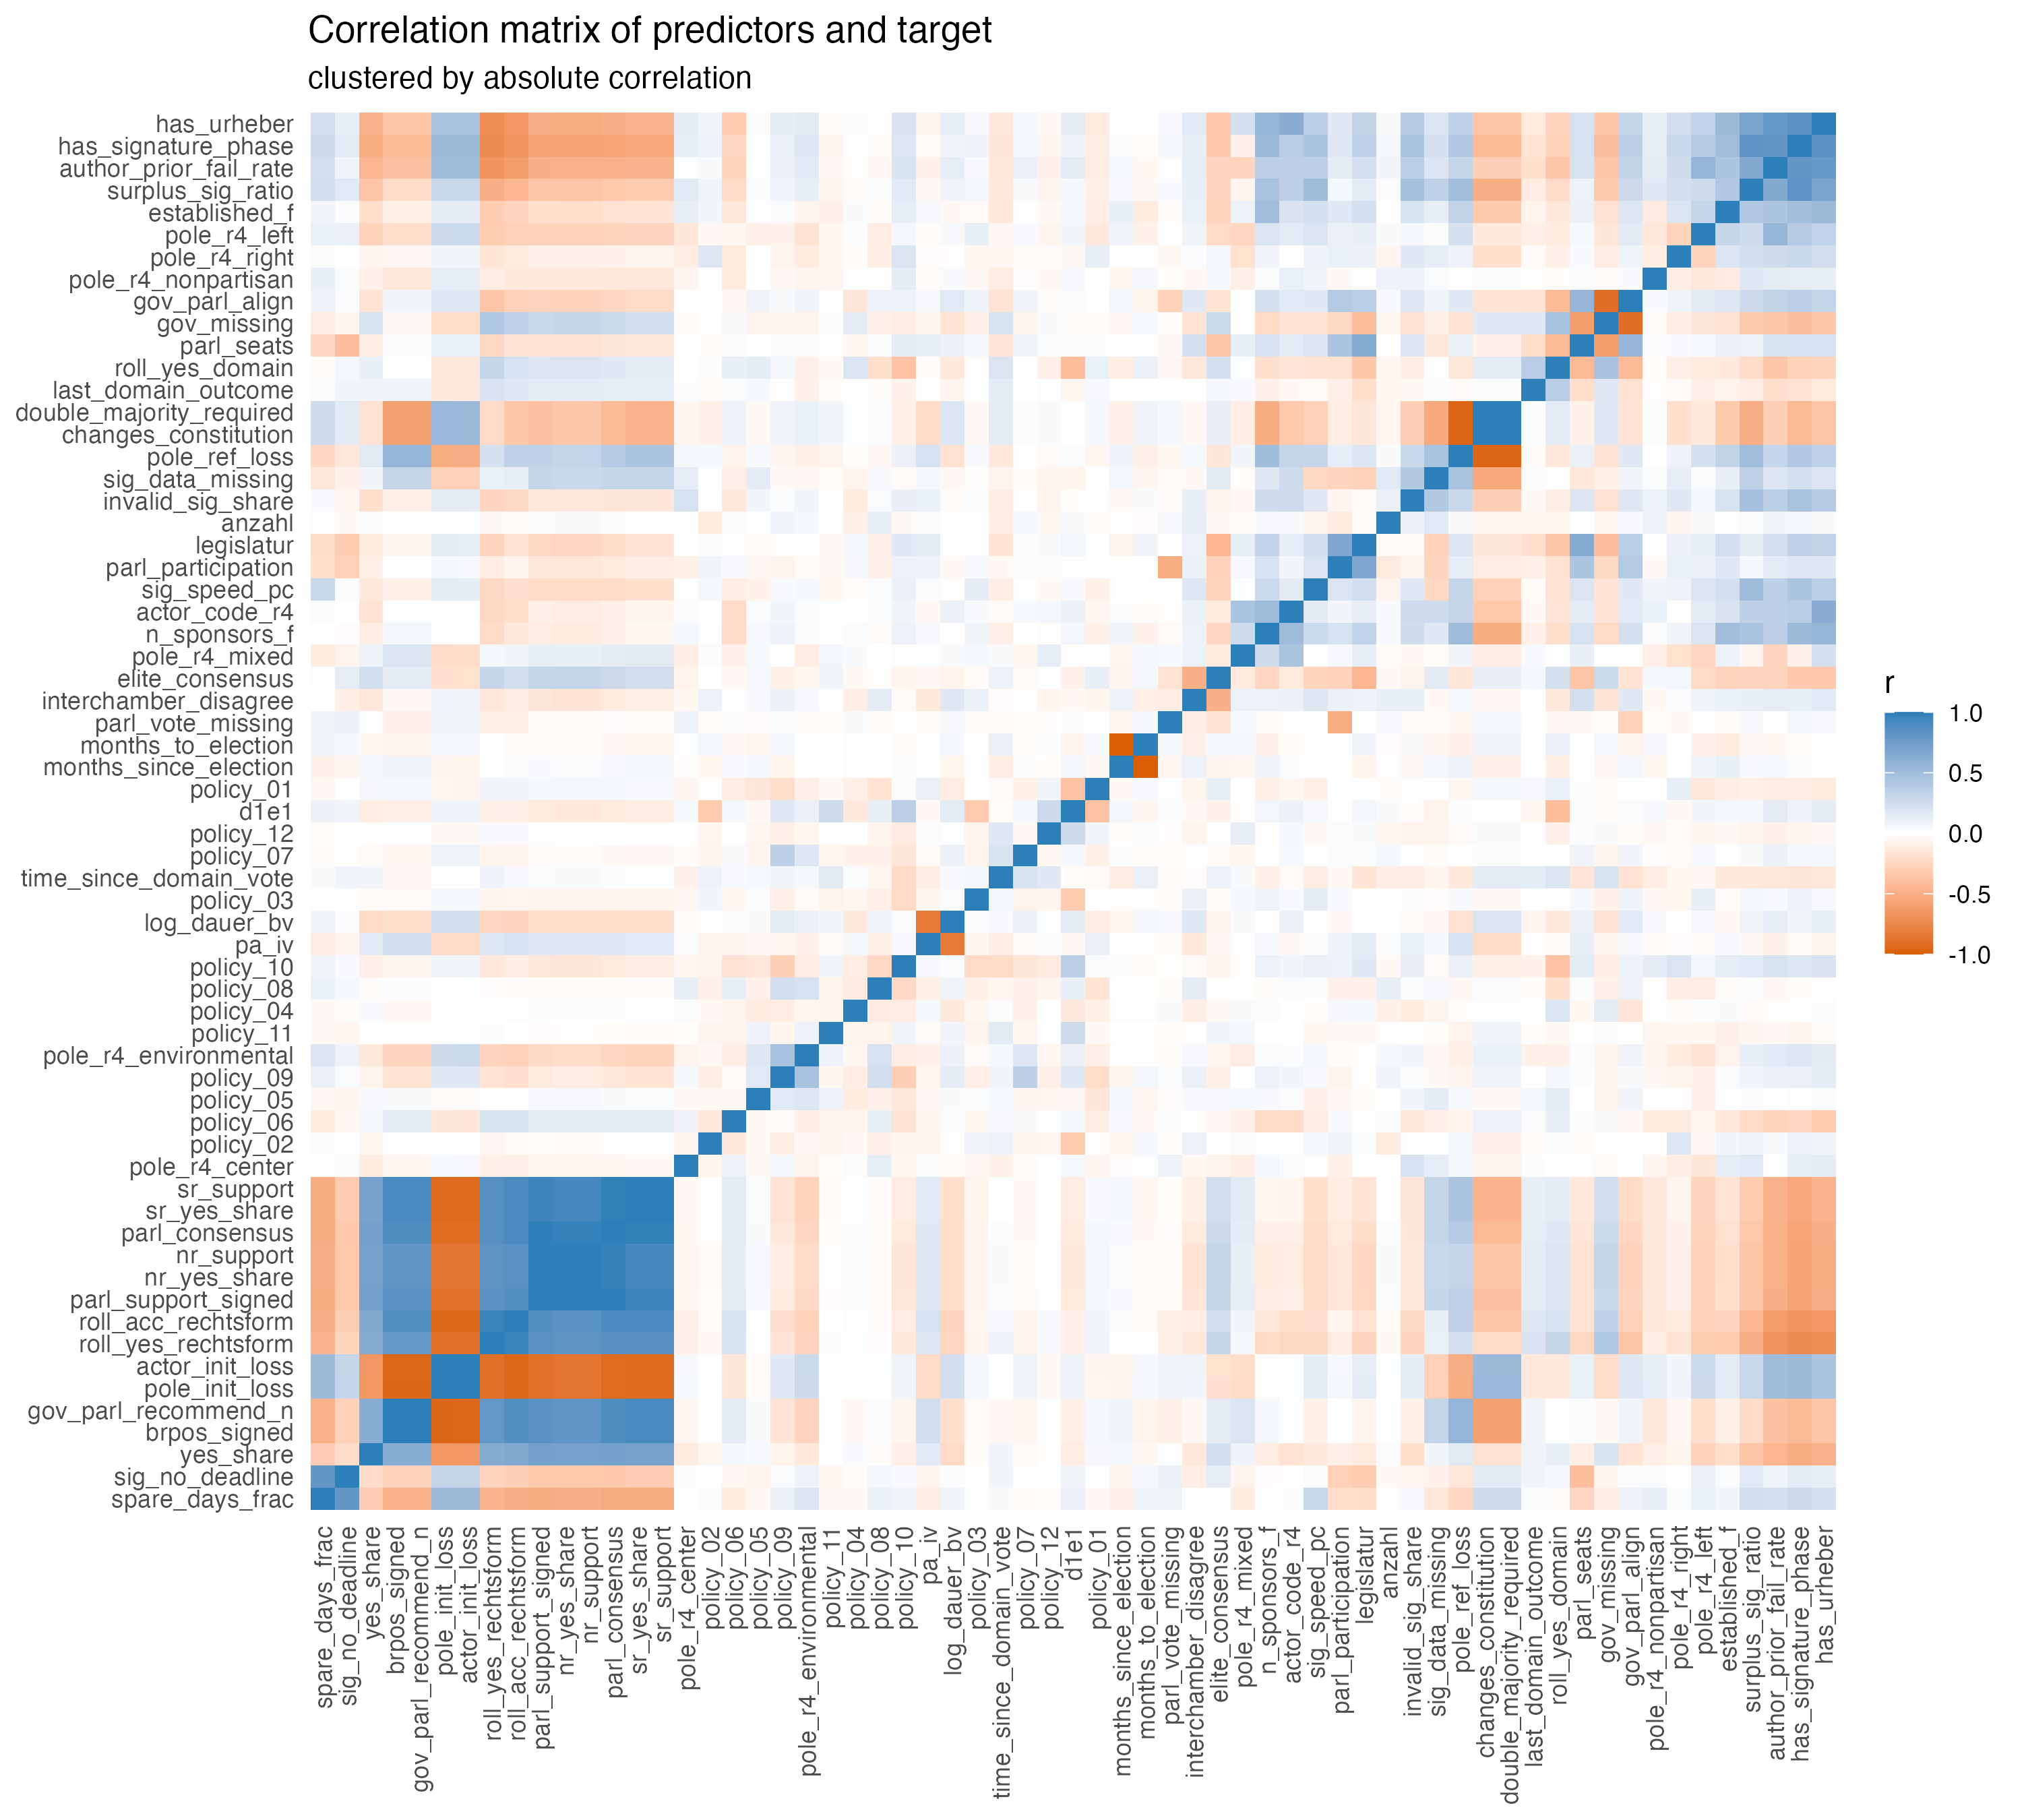 Correlation matrix of predictors and target
clustered by absolute correlation
has_urheber
has_signature_phase
author_prior_fail_rate
surplus_sig_ratio
established_f
pole_r4_left
pole_r4_right
pole_r4_nonpartisan
gov_parl_align
gov_missing
parl_seats
roll_yes_domain
last_domain_outcome
double_majority_required
changes_constitution
pole_ref_loss
sig_data_missing
invalid_sig_share
anzahl
legislatur
parl_participation
sig_speed_pc
actor_code_r4
n_sponsors_f
pole_r4_mixed
elite_consensus
interchamber_disagree
parl_vote_missing
months_to_election
months_since_election
policy_01
d1e1
policy_12
policy_07
time_since_domain_vote
policy_03
log_dauer_bv
pa_iv
policy_10
policy_08
policy_04
policy_11
pole_r4_environmental
policy_09
policy_05
policy_06
policy_02
pole_r4_center
sr_support
sr_yes_share
parl_consensus
nr_support
nr_yes_share
parl_support_signed
roll_acc_rechtsform
roll_yes_rechtsform
actor_init_loss
pole_init_loss
gov_parl_recommend_n
brpos_signed
yes_share
sig_no_deadline
spare_days_frac
spare_days_frac
sig_no_deadline
yes_share
brpos_signed
gov_parl_recommend_n
pole_init_loss
actor_init_loss
roll_yes_rechtsform
roll_acc_rechtsform
parl_support_signed
nr_yes_share
nr_support
parl_consensus
sr_yes_share
sr_support
pole_r4_center
policy_02
policy_06
policy_05
policy_09
pole_r4_environmental
policy_11
policy_04
policy_08
policy_10
pa_iv
log_dauer_bv
policy_03
time_since_domain_vote
policy_07
policy_12
d1e1
policy_01
months_since_election
months_to_election
parl_vote_missing
interchamber_disagree
elite_consensus
pole_r4_mixed
n_sponsors_f
actor_code_r4
sig_speed_pc
parl_participation
legislatur
anzahl
invalid_sig_share
sig_data_missing
pole_ref_loss
changes_constitution
double_majority_required
last_domain_outcome
roll_yes_domain
parl_seats
gov_missing
gov_parl_align
pole_r4_nonpartisan
pole_r4_right
pole_r4_left
established_f
surplus_sig_ratio
author_prior_fail_rate
has_signature_phase
has_urheber
r
1.0
0.5
0.0
-0.5
-1.0